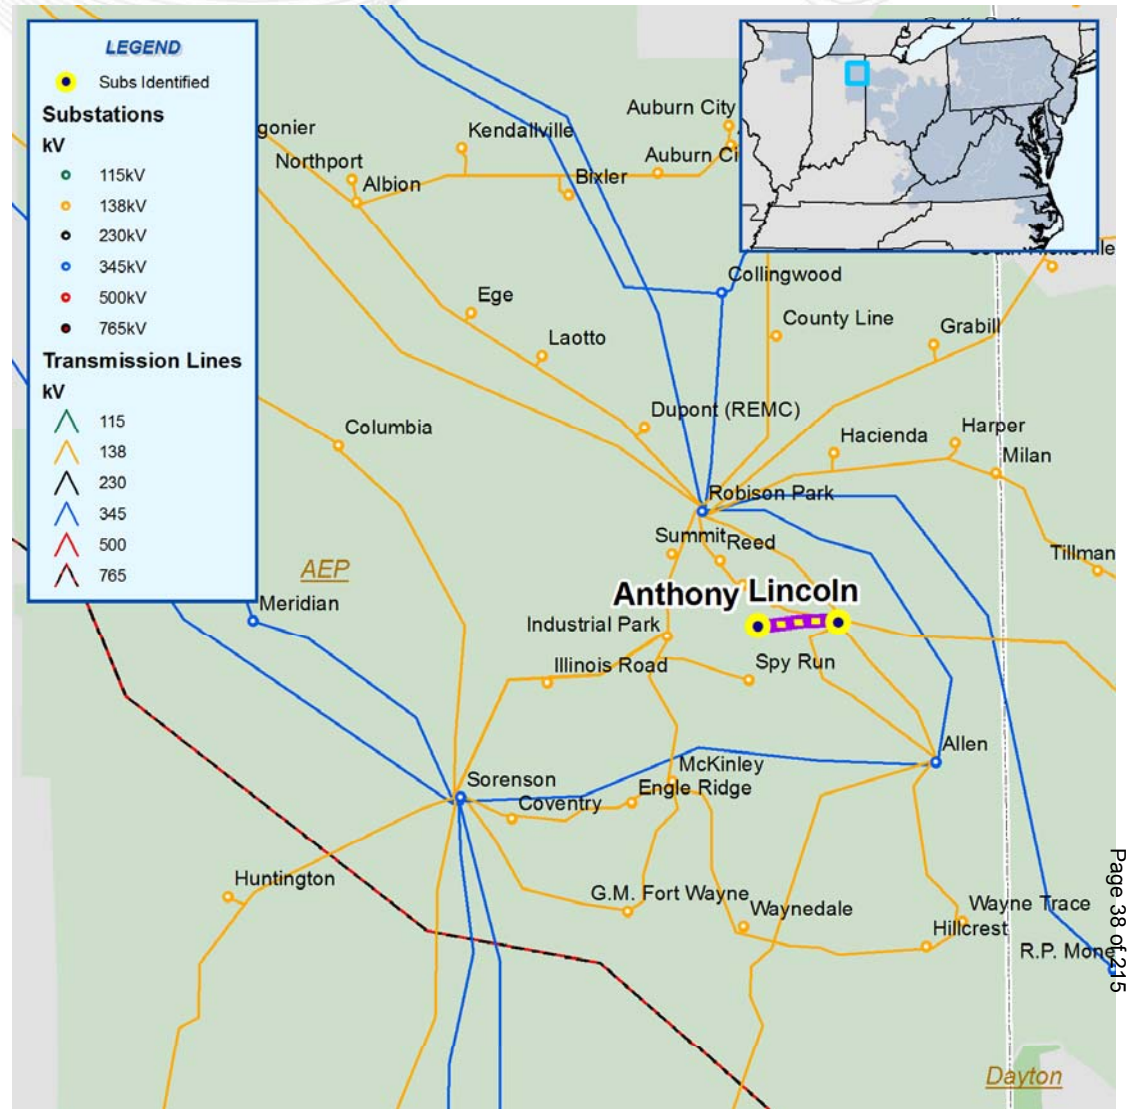 LEGEND
Subs Identified
Substations
kV
115kV
138kV
230kV
345kV
500kV
765kV
Transmission Lines
kV
115
138
230
345
500
765
gonier
Kendallville
Auburn City
Northport
Auburn Ci
Albion
Bixler
Collingwood
Ege
County Line
Grabill
Laotto
Dupont (REMC)
Columbia
Hacienda
Harper
Milan
Robison Park
Summit
Reed
Tillman
AEP
Anthony
Lincoln
Meridian
Industrial Park
Illinois Road
Spy Run
Allen
McKinley
Sorenson
Engle Ridge
Coventry
Huntington
G.M. Fort Wayne
Waynedale
Wayne Trace
Hillcrest
R.P. Mone
Dayton
Page 38 of 215